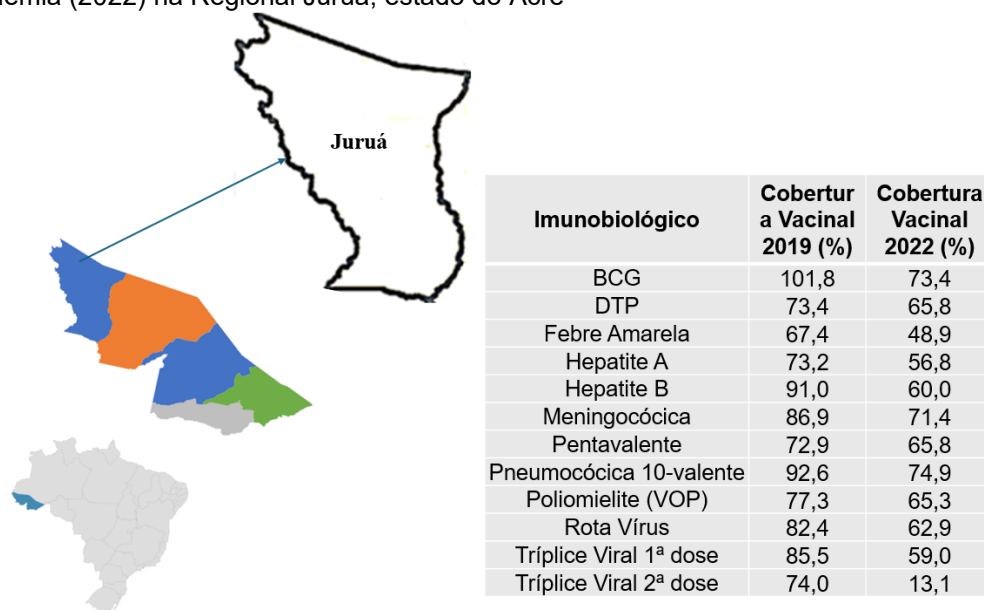 (2022) na Regional Juruá, estado do Acre
Juruá
Imunobiológico
Cobertur
a Vacinal
2019 (%)
Cobertura
Vacinal
2022 (%)
BCG 101,8 73,4
DTP 73,4 65,8
Febre Amarela 67,4 48,9
Hepatite A 73,2 56,8
Hepatite B 91,0 60,0
Meningocócica 86,9 71,4
Pentavalente 72,9 65,8
Pneumocócica 10-valente 92,6 74,9
Poliomielite (VOP) 77,3 65,3
Rota Vírus 82,4 62,9
Tríplice Viral 1ª dose 85,5 59,0
Tríplice Viral 2ª dose 74,0 13,1